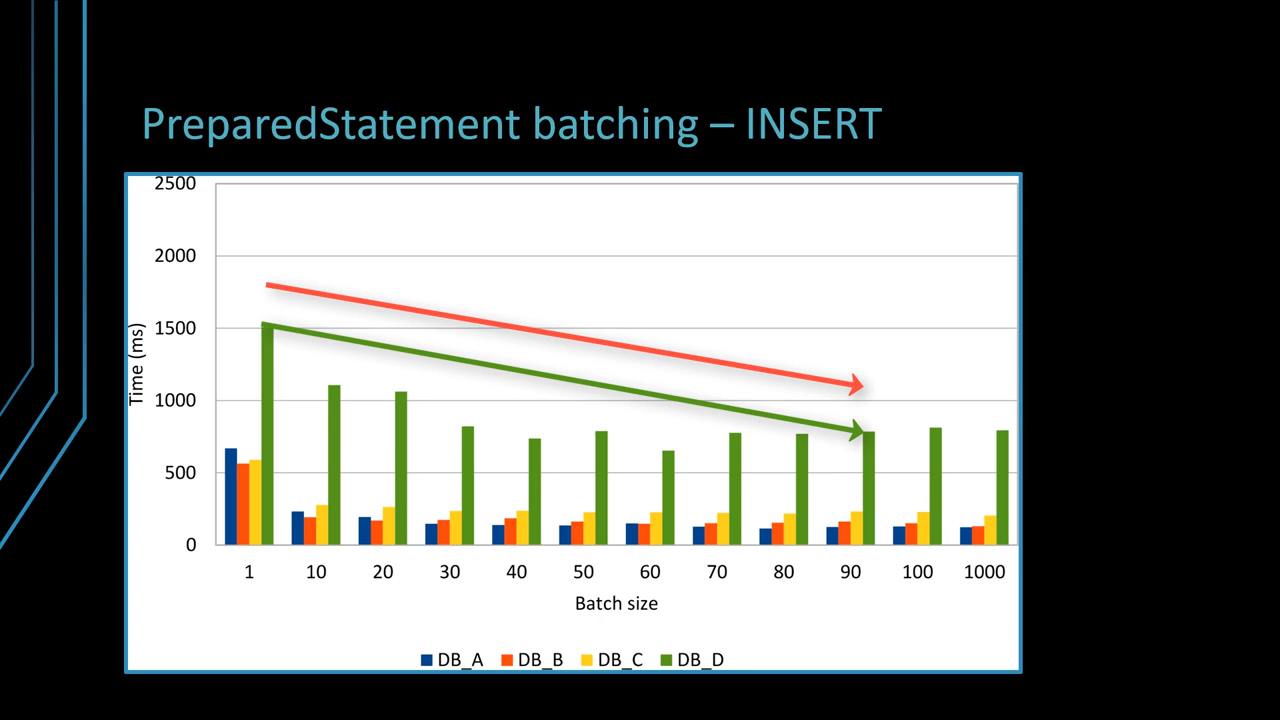 PreparedStatement batching – INSERT
2500
2000
1500
1000
500
0
Time (ms)
1 10 20 30 40 50 60 70 80 90 100 1000
Batch size
DB_A DB_B DB_C DB_D